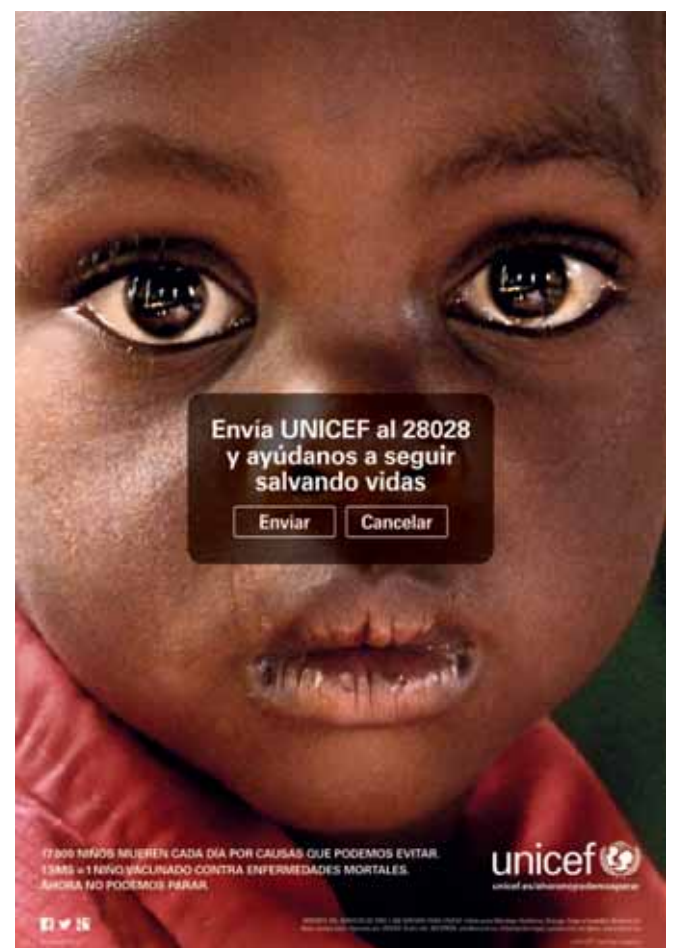 Envía UNICEF al 28028
y ayúdanos a seguir
salvando vidas
Enviar
Cancelar
17.800 NIÑOS MUEREN CADA DÍA POR CAUSAS QUE PODEMOS EVITAR.
1 SMS = 1 NIÑO VACUNADO CONTRA ENFERMEDADES MORTALES.
AHORA NO PODEMOS PARAR.
unicef
unicef.es/ahoranopodemosparar